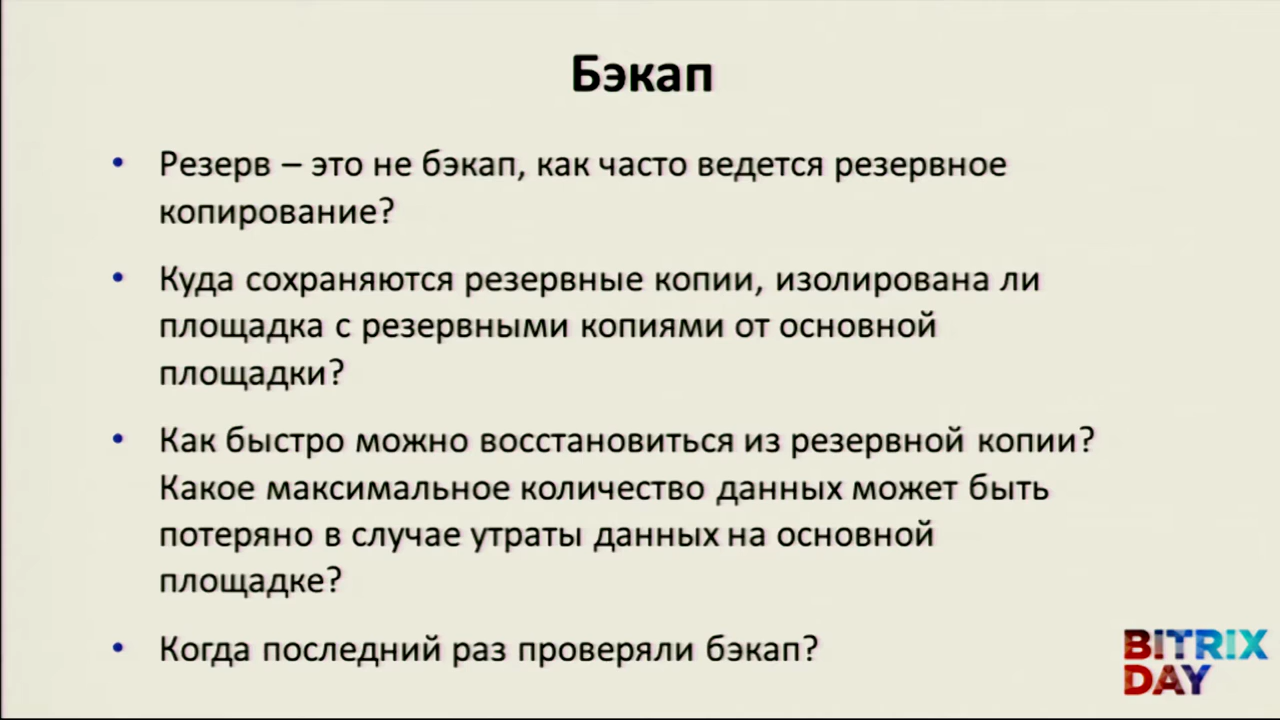 Бэкап
• Резерв – это не бэкап, как часто ведется резервное
копирование?
• Куда сохраняются резервные копии, изолирована ли
площадка с резервными копиями от основной
площадки?
• Как быстро можно восстановиться из резервной копии?
Какое максимальное количество данных может быть
потеряно в случае утраты данных на основной
площадке?
• Когда последний раз проверяли бэкап?
BITRIX
DAY